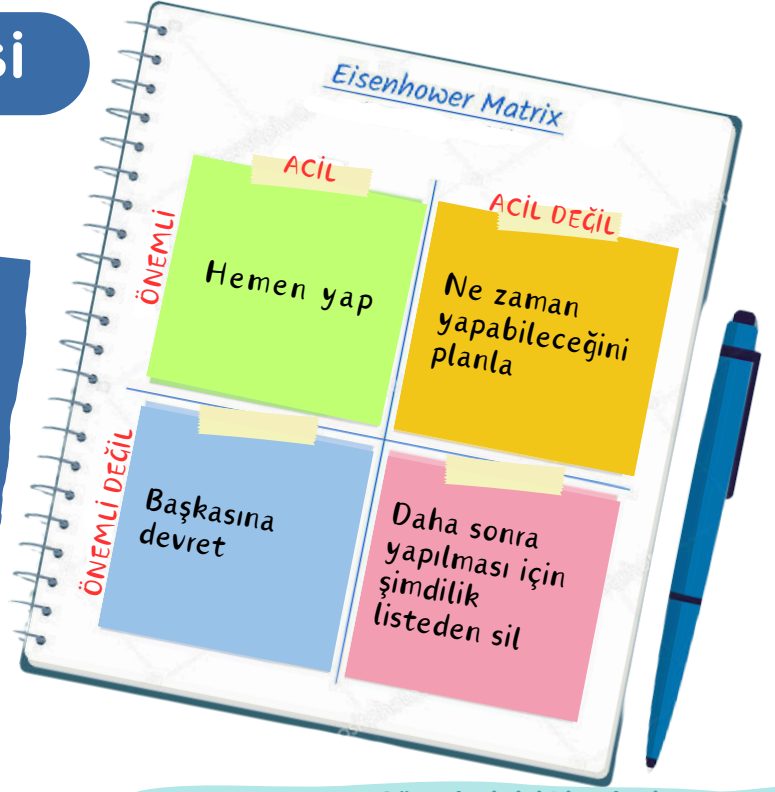 si
Eisenhower Matrix
ACİL
ACİL DEĞİL
ÖNEMLİ
Hemen yap
Ne zaman
yapabileceğini
planla
ÖNEMLİ DEĞİL
Başkasına
devret
Daha sonra
yapılması için
şimdilik
listeden sil